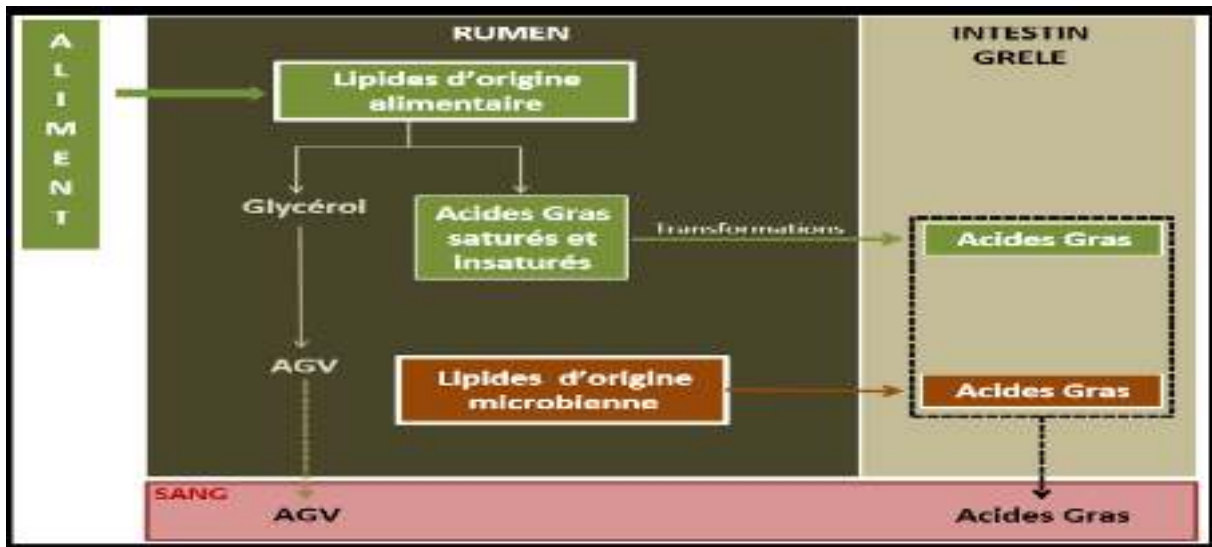 ALIMENT
RUMEN
INTESTIN
GRELE
Lipides d'origine
alimentaire
Glycérol
Acides Gras
saturés et
insaturés
Transformations
Acides Gras
AGV
Lipides d'origine
microbienne
Acides Gras
SANG
AGV
Acides Gras